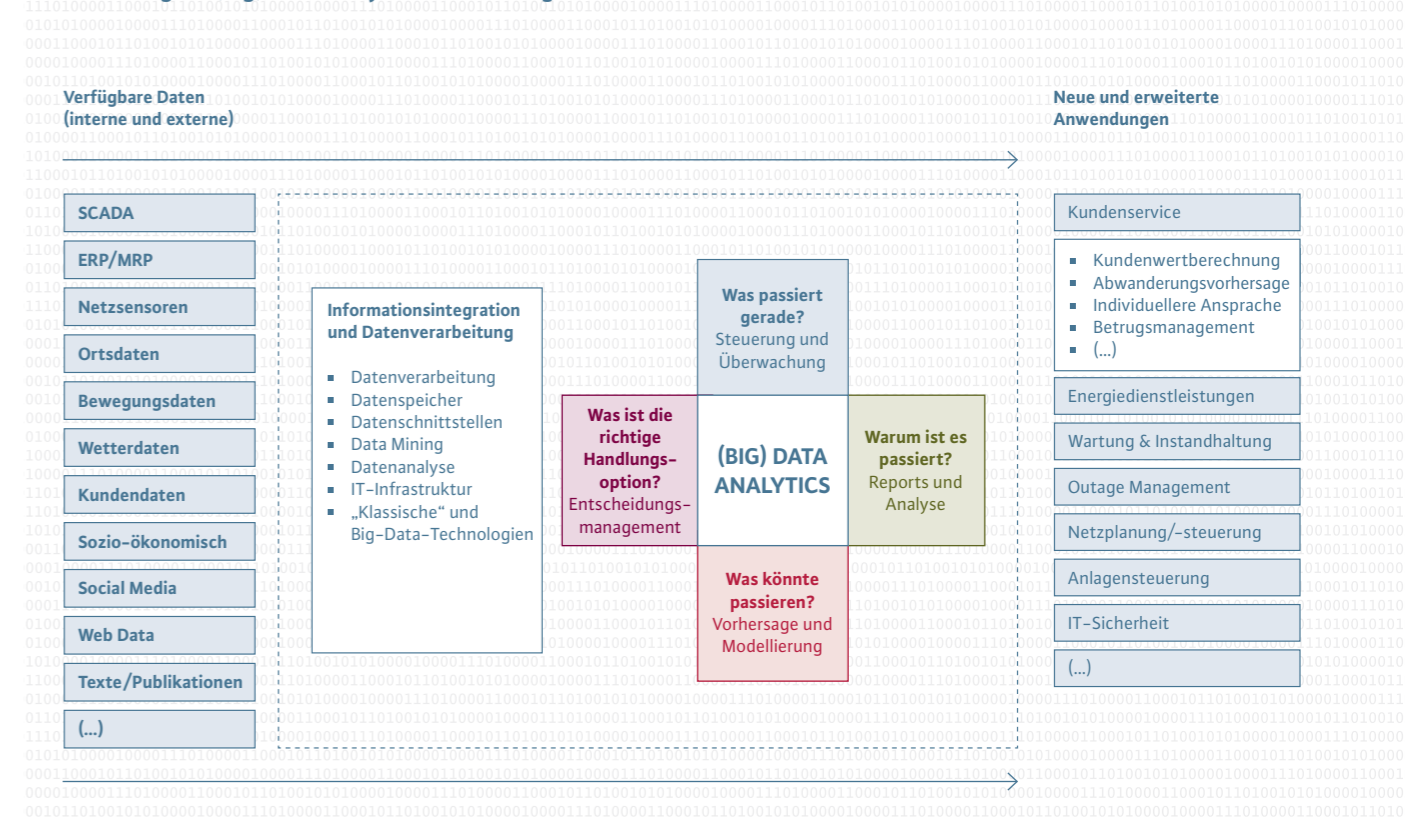 Verfügbare Daten
(interne und externe)
Neue und erweiterte
Anwendungen
SCADA
ERP/MRP
Netzsensoren
Ortsdaten
Bewegungsdaten
Wetterdaten
Kundendaten
Sozio-ökonomisch
Social Media
Web Data
Texte/Publikationen
(...)
Informationsintegration
und Datenverarbeitung
▪ Datenverarbeitung
▪ Datenspeicher
▪ Datenschnittstellen
▪ Data Mining
▪ Datenanalyse
▪ IT-Infrastruktur
▪ „Klassische“ und
Big-Data-Technologien
Was passiert
gerade?
Steuerung und
Überwachung
Was ist die
richtige
Handlungs-
option?
Entscheidungs-
management
(BIG) DATA
ANALYTICS
Warum ist es
passiert?
Reports und
Analyse
Was könnte
passieren?
Vorhersage und
Modellierung
Kundenservice
▪ Kundenwertberechnung
▪ Abwanderungsvorhersage
▪ Individuellere Ansprache
▪ Betrugsmanagement
▪ (...)
Energiedienstleistungen
Wartung & Instandhaltung
Outage Management
Netzplanung/-steuerung
Anlagensteuerung
IT-Sicherheit
(...)